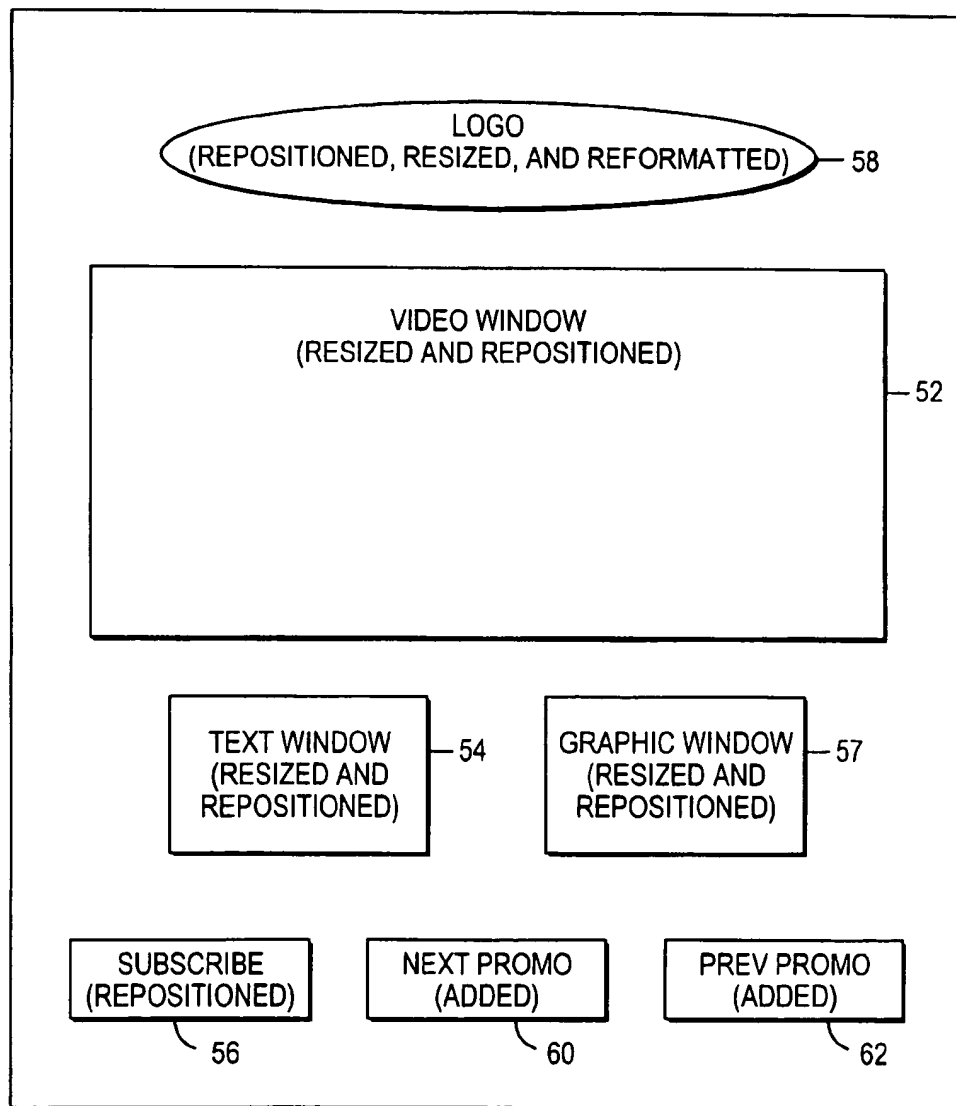 LOGO
(REPOSITIONED, RESIZED, AND REFORMATTED)
58
VIDEO WINDOW
(RESIZED AND REPOSITIONED)
52
TEXT WINDOW
(RESIZED AND
REPOSITIONED)
54
GRAPHIC WINDOW
(RESIZED AND
REPOSITIONED)
57
SUBSCRIBE
(REPOSITIONED)
56
NEXT PROMO
(ADDED)
60
PREV PROMO
(ADDED)
62